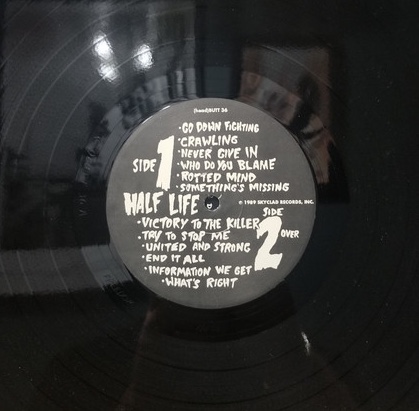 (head)BUTT 36
·GO DOWN FIGHTING
·CRAWLING
·NEVER GIVE IN
·WHO DO YOU BLAME
·ROTTED MIND
·SOMETHING'S MISSING
SIDE 1
HALF LIFE
© 1989 SKYCLAD RECORDS, INC.
SIDE 2 OVER
·VICTORY TO THE KILLER
·TRY TO STOP ME
·UNITED AND STRONG
·END IT ALL
·INFORMATION WE GET
·WHAT'S RIGHT